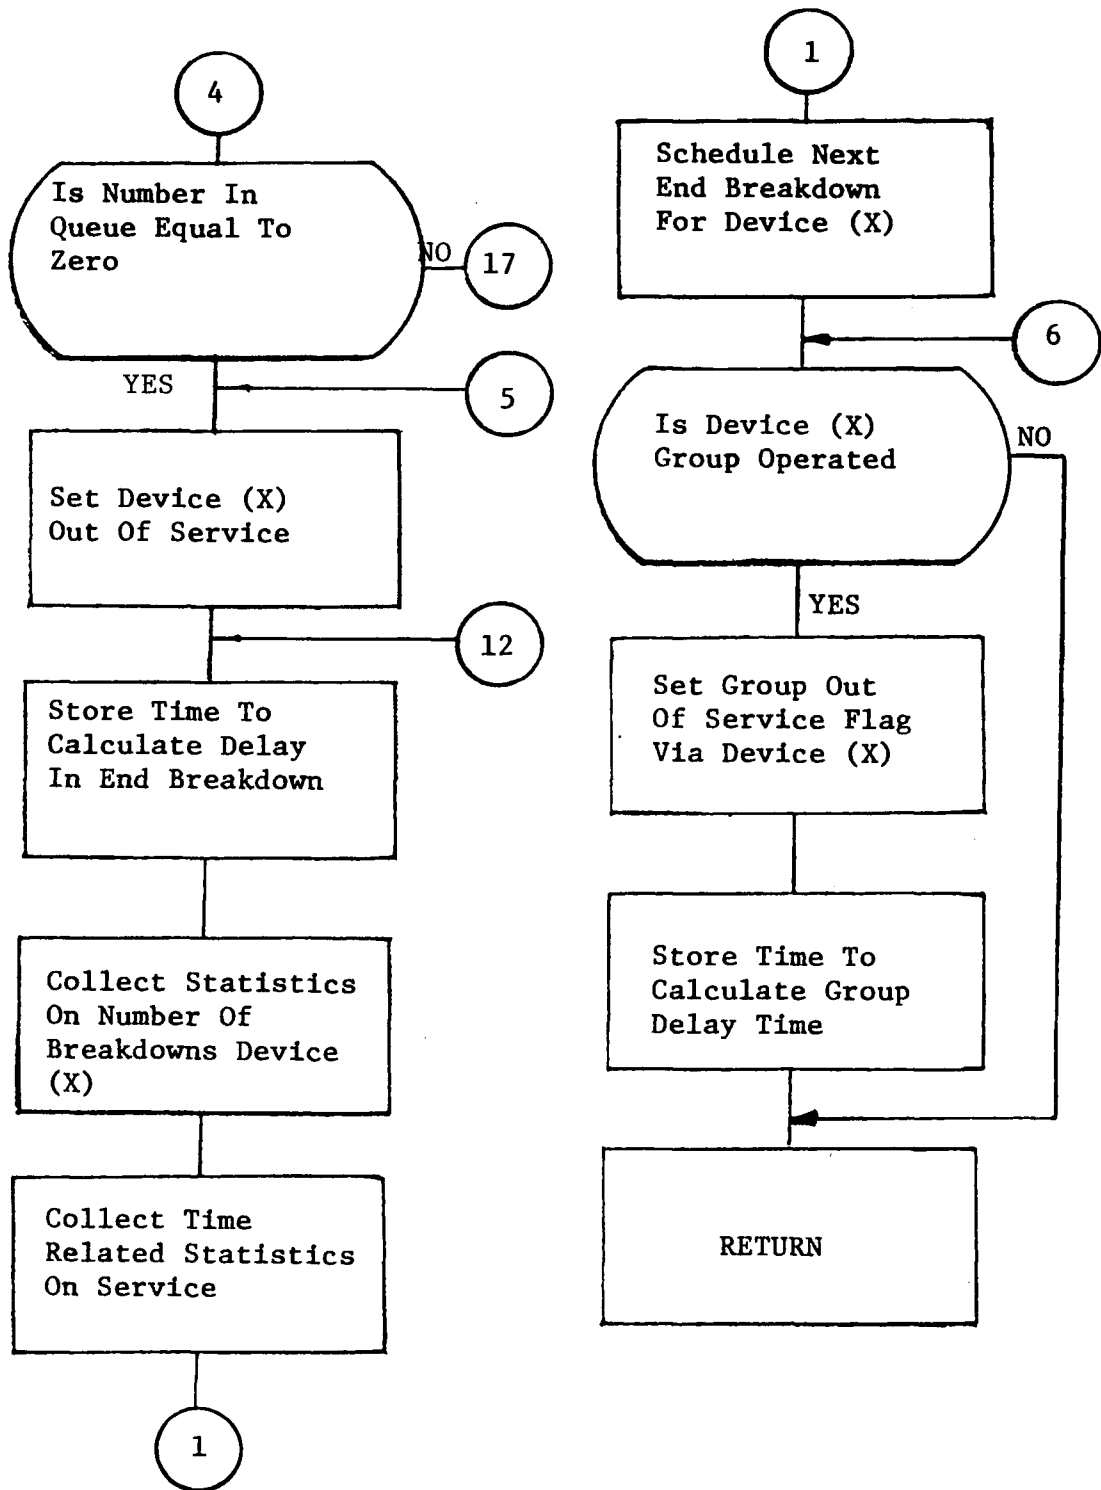 4
Is Number In
Queue Equal To
Zero
NO
17
YES
5
Set Device (X)
Out Of Service
12
Store Time To
Calculate Delay
In End Breakdown
Collect Statistics
On Number Of
Breakdowns Device
(X)
Collect Time
Related Statistics
On Service
1
1
Schedule Next
End Breakdown
For Device (X)
6
Is Device (X)
Group Operated
NO
YES
Set Group Out
Of Service Flag
Via Device (X)
Store Time To
Calculate Group
Delay Time
RETURN